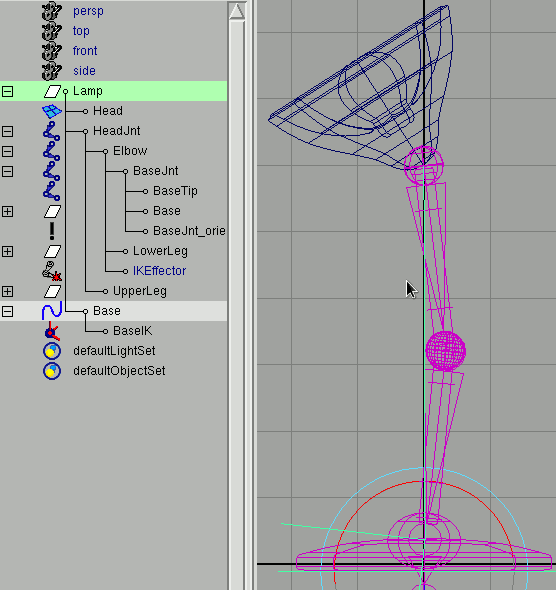 persp
top
front
side
Lamp
Head
HeadJnt
Elbow
BaseJnt
BaseTip
Base
BaseJnt_orie
LowerLeg
IKEffector
UpperLeg
Base
BaseIK
defaultLightSet
defaultObjectSet